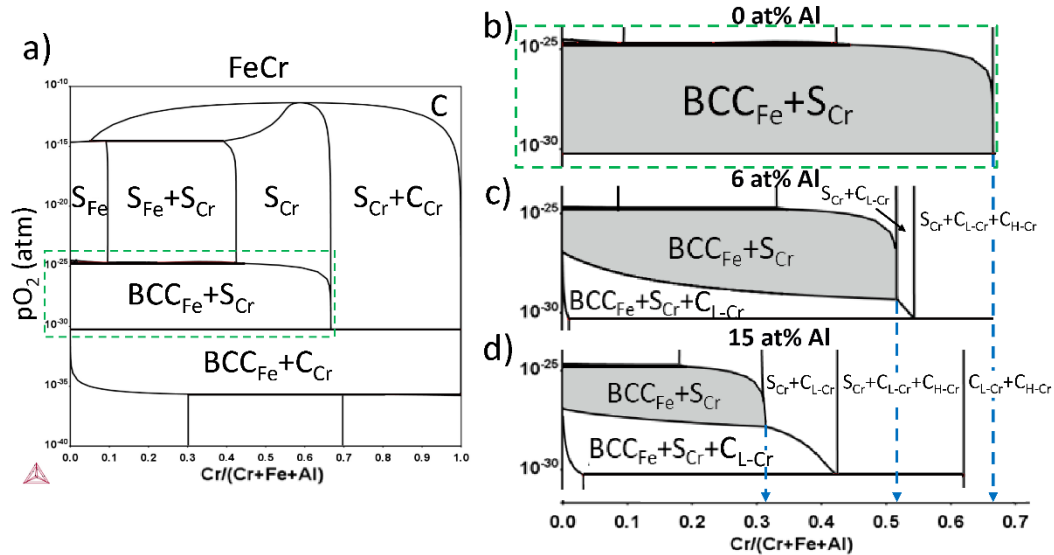 a)
FeCr
pO₂ (atm)
10⁻¹⁰
10⁻¹⁵
10⁻²⁰
10⁻²⁵
10⁻³⁰
10⁻³⁵
10⁻⁴⁰
C
S_Fe
S_Fe+S_Cr
S_Cr
S_Cr+C_Cr
BCC_Fe+S_Cr
BCC_Fe+C_Cr
0.0 0.1 0.2 0.3 0.4 0.5 0.6 0.7 0.8 0.9 1.0
Cr/(Cr+Fe+Al)
b)
0 at% Al
10⁻²⁵
BCC_Fe+S_Cr
10⁻³⁰
c)
6 at% Al
S_Cr+C_L-Cr
S_Cr+C_L-Cr+C_H-Cr
10⁻²⁵
BCC_Fe+S_Cr
BCC_Fe+S_Cr+C_L-Cr
10⁻³⁰
d)
15 at% Al
10⁻²⁵
BCC_Fe+S_Cr
S_Cr+C_L-Cr
S_Cr+C_L-Cr+C_H-Cr
C_L-Cr+C_H-Cr
BCC_Fe+S_Cr+C_L-Cr
10⁻³⁰
0.0 0.1 0.2 0.3 0.4 0.5 0.6 0.7
Cr/(Cr+Fe+Al)